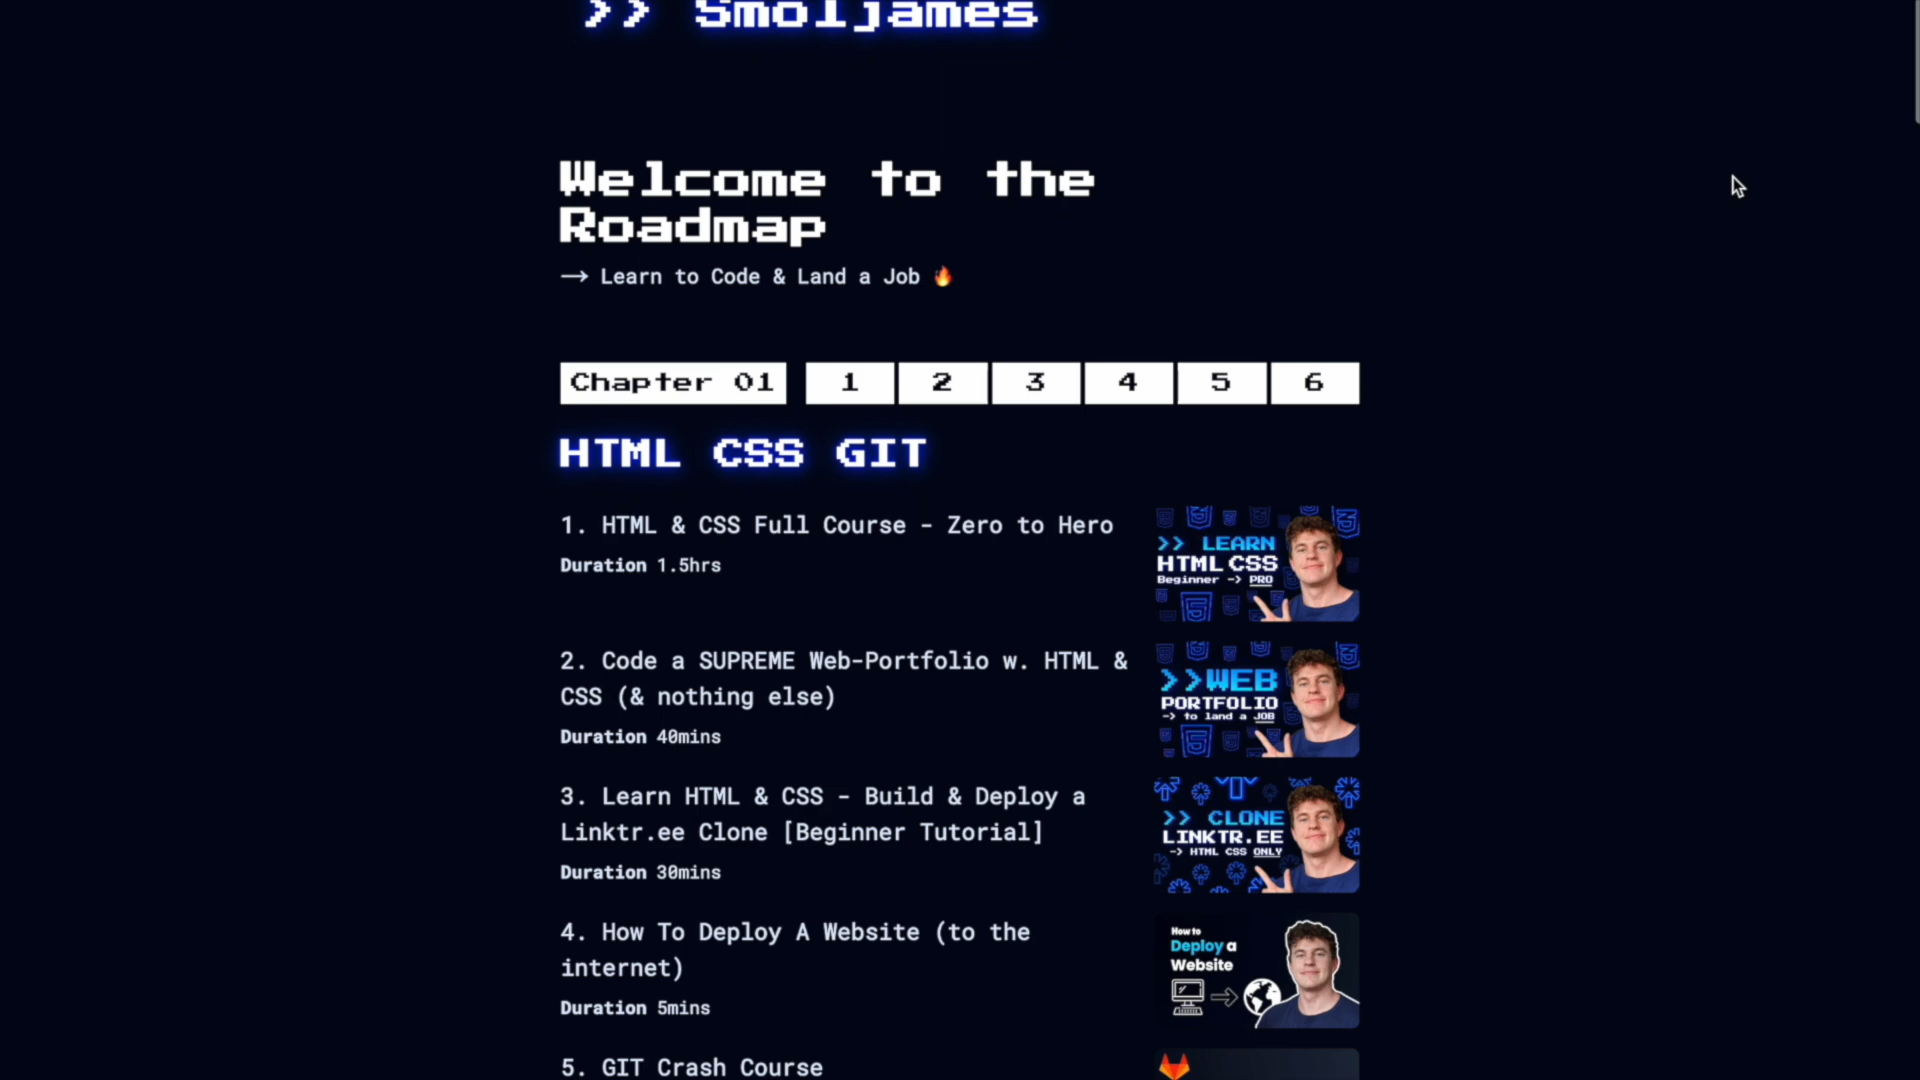 >> Smoljames
Welcome to the
Roadmap
→ Learn to Code & Land a Job 🔥
Chapter 01 1 2 3 4 5 6
HTML CSS GIT
1. HTML & CSS Full Course - Zero to Hero
Duration 1.5hrs
>> LEARN
HTML CSS
Beginner -> PRO
2. Code a SUPREME Web-Portfolio w. HTML &
CSS (& nothing else)
Duration 40mins
>>WEB
PORTFOLIO
-> to land a JOB
3. Learn HTML & CSS - Build & Deploy a
Linktr.ee Clone [Beginner Tutorial]
Duration 30mins
>> CLONE
LINKTR.EE
-> HTML CSS ONLY
4. How To Deploy A Website (to the
internet)
Duration 5mins
How to
Deploy a
Website
5. GIT Crash Course